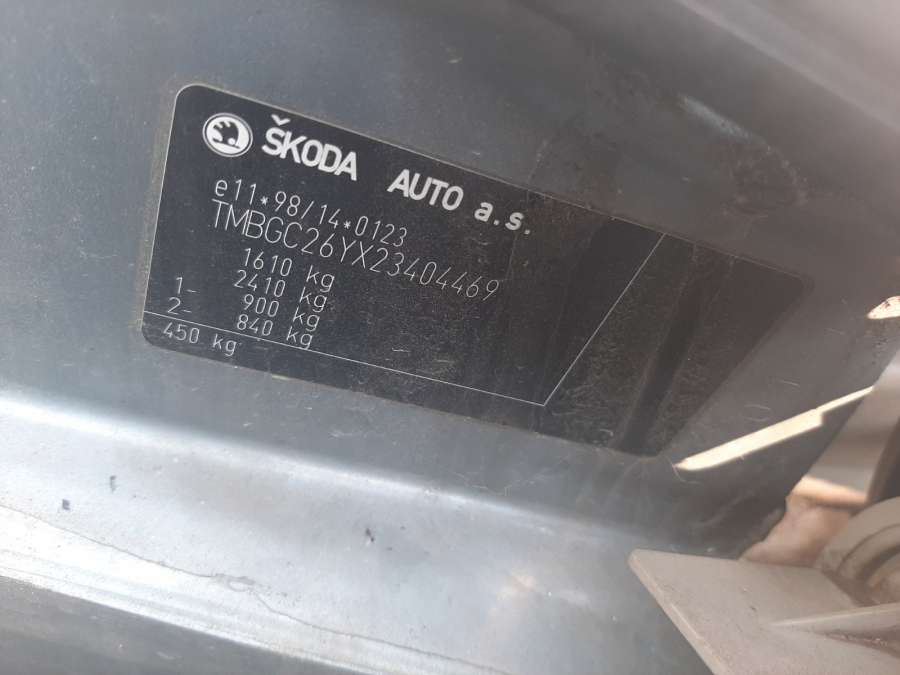 ŠKODA AUTO a.s.
e11*98/14*0123
TMBGC26YX23404469
1610 kg
2410 kg
1- 900 kg
2- 840 kg
450 kg